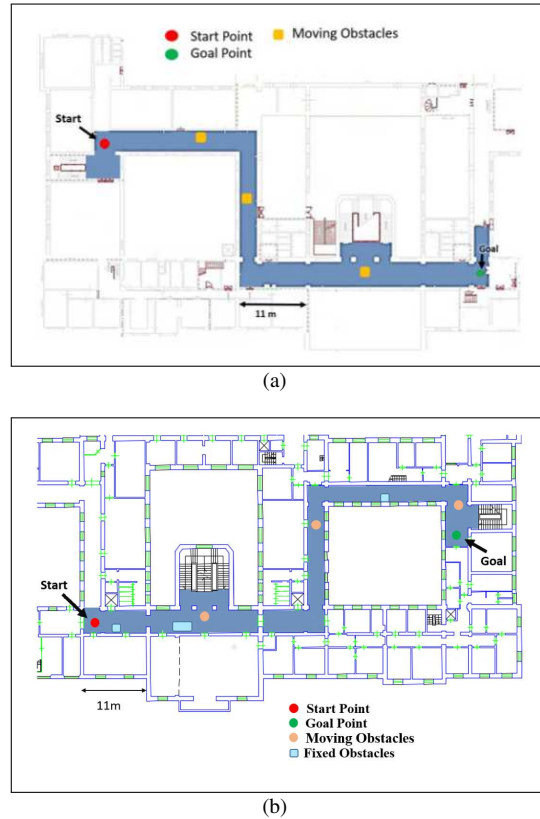 Start Point
Moving Obstacles
Goal Point
Start
Goal
11 m
(a)
Start
Goal
11m
Start Point
Goal Point
Moving Obstacles
Fixed Obstacles
(b)